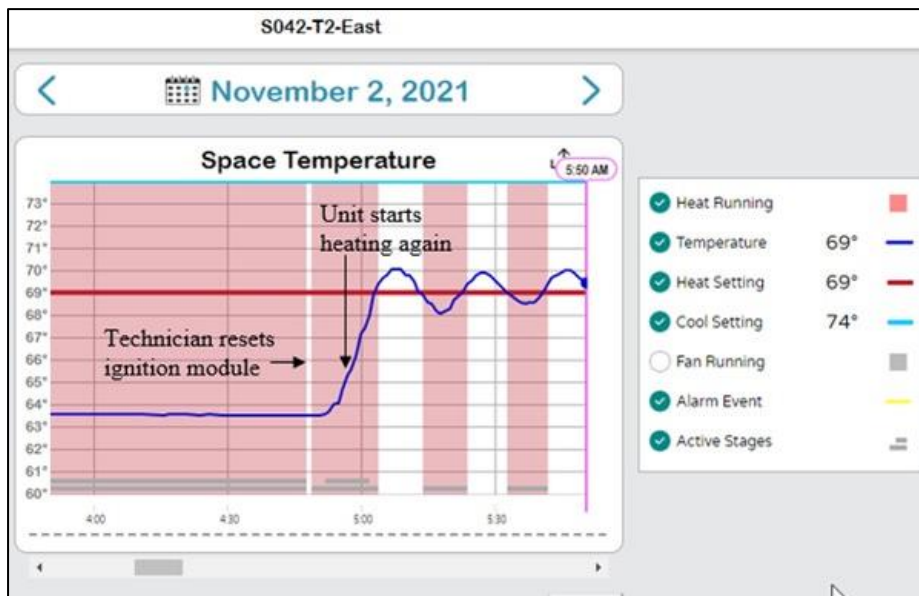 S042-T2-East
November 2, 2021
Space Temperature
5:50 AM
73°
72°
71°
70°
69°
68°
67°
66°
65°
64°
63°
62°
61°
60°
Unit starts
heating again
Technician resets
ignition module
4:00
4:30
5:00
5:30
Heat Running
Temperature 69°
Heat Setting 69°
Cool Setting 74°
Fan Running
Alarm Event
Active Stages